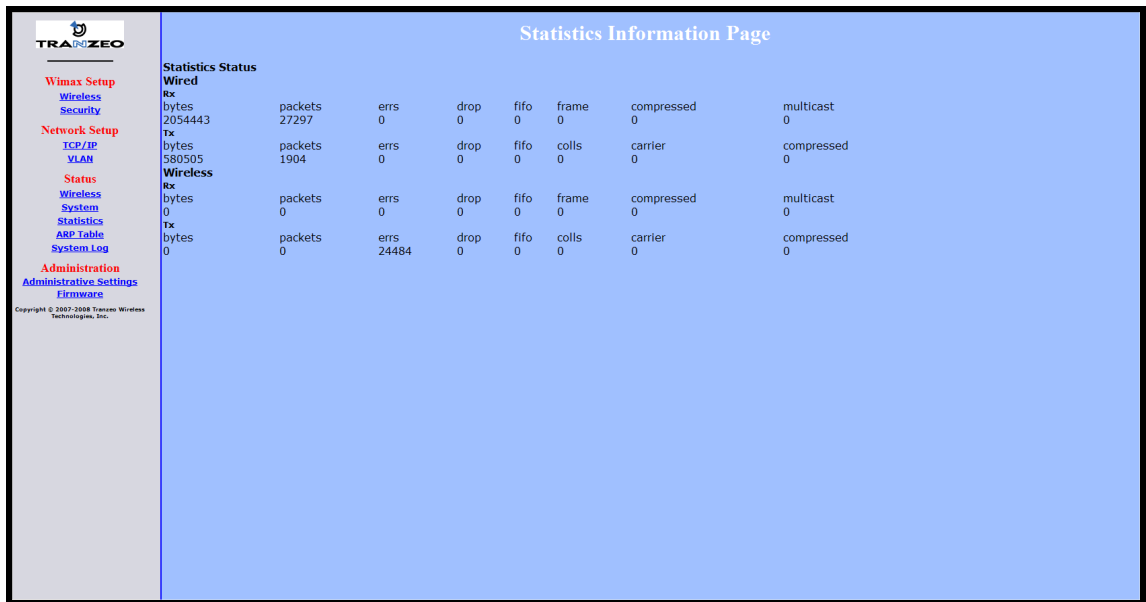 TRANZEO
Wimax Setup
Wireless
Security
Network Setup
TCP/IP
VLAN
Status
Wireless
System
Statistics
ARP Table
System Log
Administration
Administrative Settings
Firmware
Copyright © 2007-2008 Tranzeo Wireless
Technologies, Inc.
Statistics Information Page
Statistics Status
Wired
Rx
bytes packets errs drop fifo frame compressed multicast
2054443 27297 0 0 0 0 0 0
Tx
bytes packets errs drop fifo colls carrier compressed
580505 1904 0 0 0 0 0 0
Wireless
Rx
bytes packets errs drop fifo frame compressed multicast
0 0 0 0 0 0 0 0
Tx
bytes packets errs drop fifo colls carrier compressed
0 0 24484 0 0 0 0 0